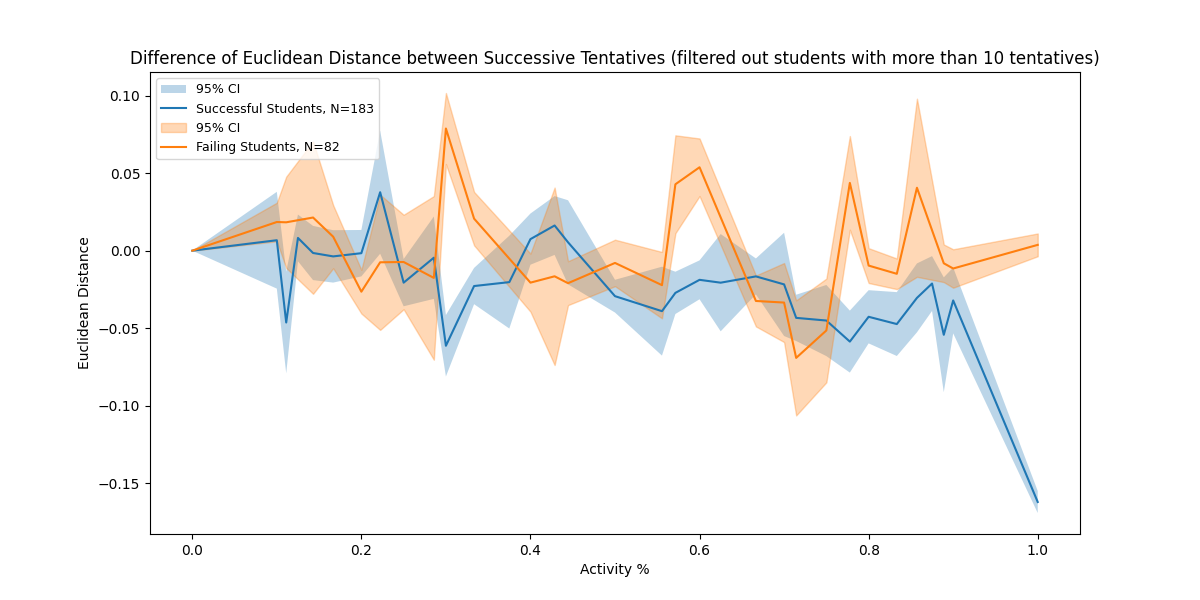 Difference of Euclidean Distance between Successive Tentatives (filtered out students with more than 10 tentatives)
95% CI
Successful Students, N=183
95% CI
Failing Students, N=82
0.10
0.05
0.00
−0.05
−0.10
−0.15
Euclidean Distance
0.0 0.2 0.4 0.6 0.8 1.0
Activity %